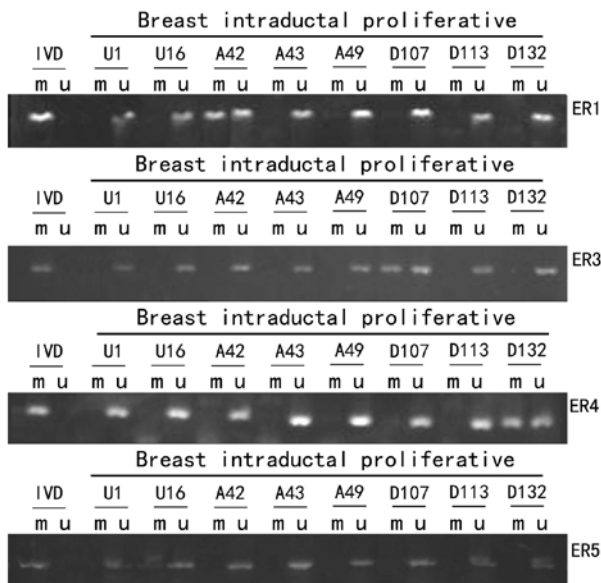 Breast intraductal proliferative
IVD U1 U16 A42 A43 A49 D107 D113 D132
m u m u m u m u m u m u m u m u m u
ER1
Breast intraductal proliferative
IVD U1 U16 A42 A43 A49 D107 D113 D132
m u m u m u m u m u m u m u m u m u
ER3
Breast intraductal proliferative
IVD U1 U16 A42 A43 A49 D107 D113 D132
m u m u m u m u m u m u m u m u m u
ER4
Breast intraductal proliferative
IVD U1 U16 A42 A43 A49 D107 D113 D132
m u m u m u m u m u m u m u m u m u
ER5